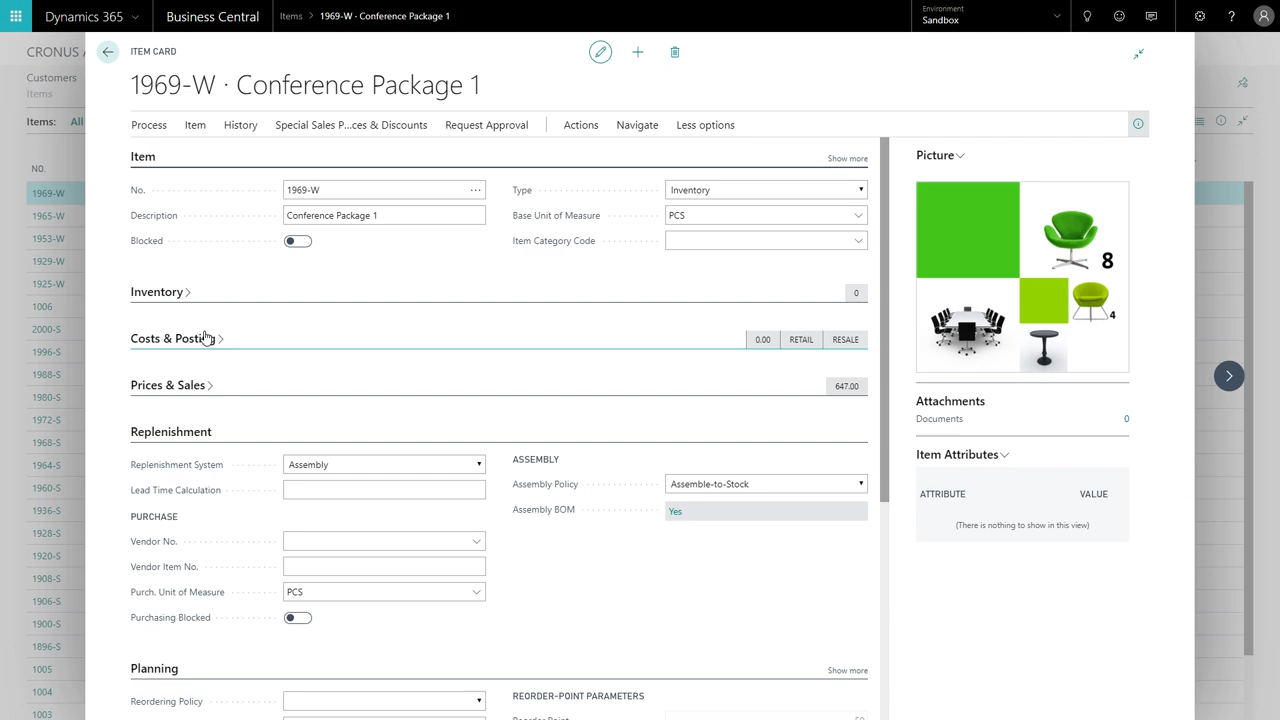 Dynamics 365
Business Central
Items > 1969-W · Conference Package 1
Environment
Sandbox
CRONUS
Customers
Items
Items: All
NO.
1969-W
1965-W
1953-W
1929-W
1925-W
1006
2000-S
1996-S
1988-S
1980-S
1972-S
1968-S
1964-S
1960-S
1936-S
1928-S
1920-S
1908-S
1906-S
1900-S
1896-S
1005
1004
1003
ITEM CARD
1969-W · Conference Package 1
Process Item History Special Sales P...ces & Discounts Request Approval Actions Navigate Less options
Item Show more
No. 1969-W ...
Description Conference Package 1
Blocked
Type Inventory
Base Unit of Measure PCS
Item Category Code
Inventory > 0
Costs & Posting > 0.00 RETAIL RESALE
Prices & Sales > 647.00
Replenishment
Replenishment System Assembly
Lead Time Calculation
PURCHASE
Vendor No.
Vendor Item No.
Purch. Unit of Measure PCS
Purchasing Blocked
ASSEMBLY
Assembly Policy Assemble-to-Stock
Assembly BOM Yes
Planning Show more
Reordering Policy
REORDER-POINT PARAMETERS
Reorder Point 50
Picture
8
4
Attachments
Documents 0
Item Attributes
ATTRIBUTE VALUE
(There is nothing to show in this view)